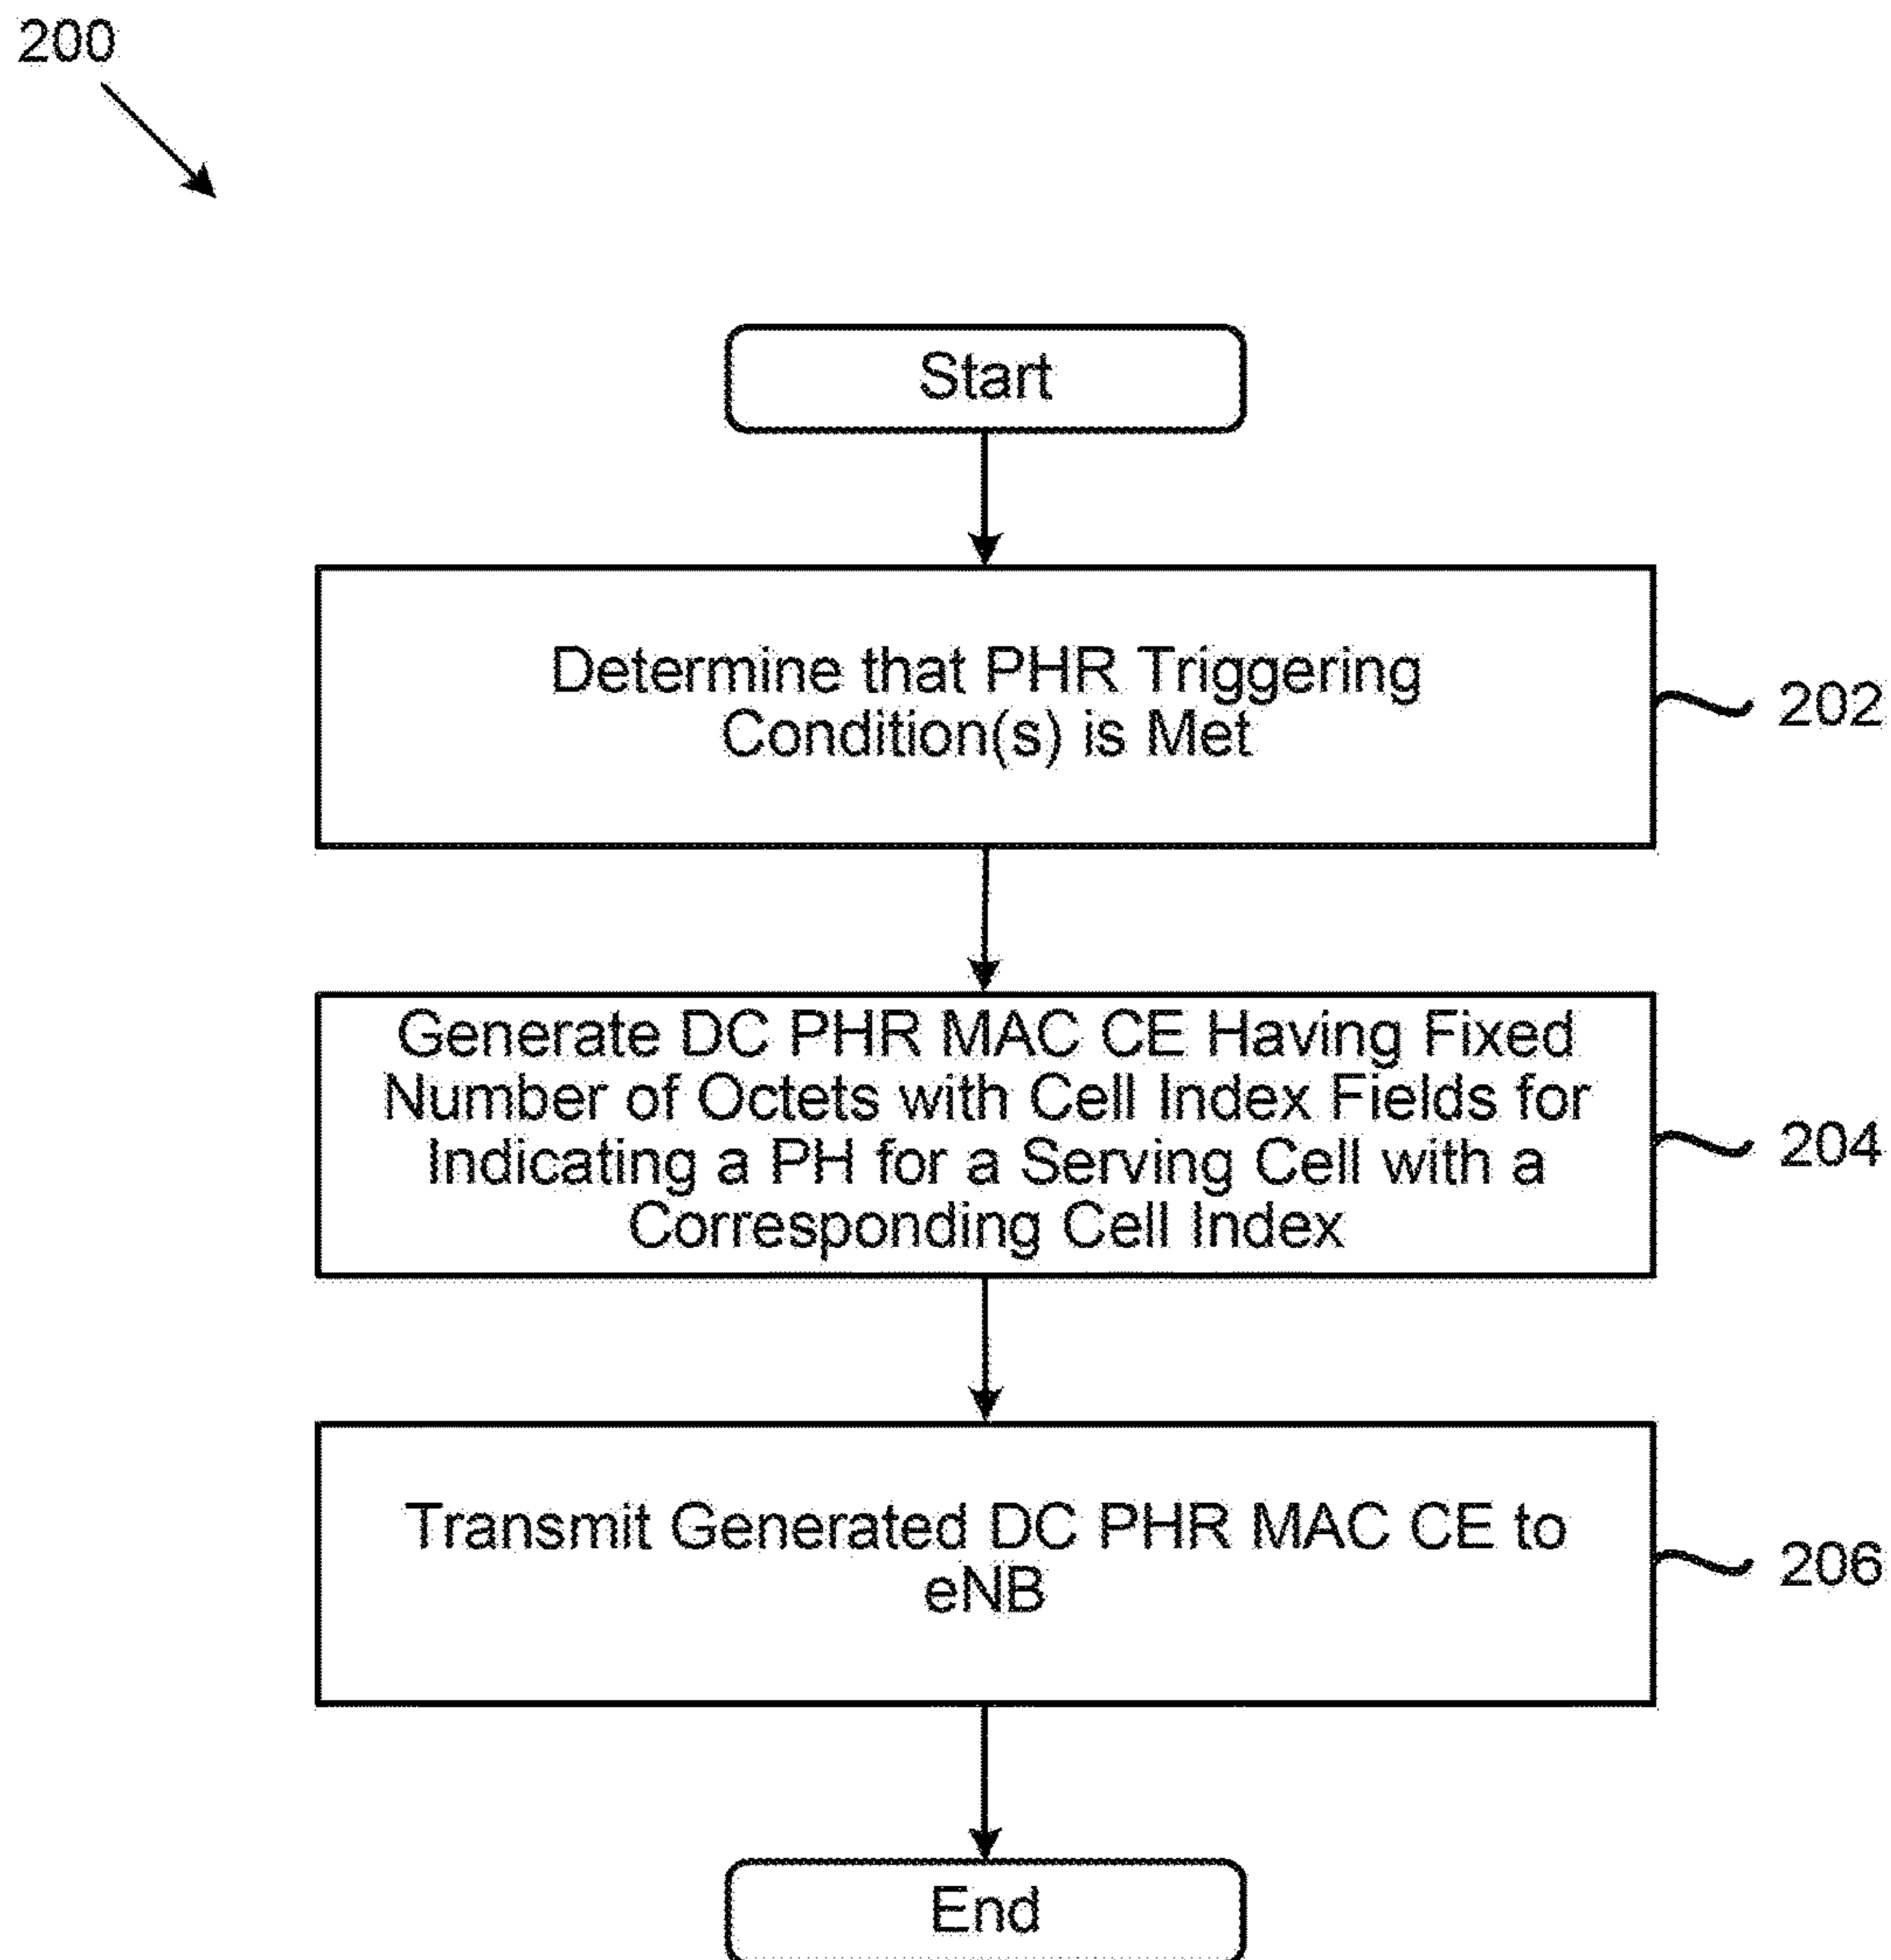 200
Start
Determine that PHR Triggering
Condition(s) is Met
202
Generate DC PHR MAC CE Having Fixed
Number of Octets with Cell Index Fields for
Indicating a PH for a Serving Cell with a
Corresponding Cell Index
204
Transmit Generated DC PHR MAC CE to
eNB
206
End